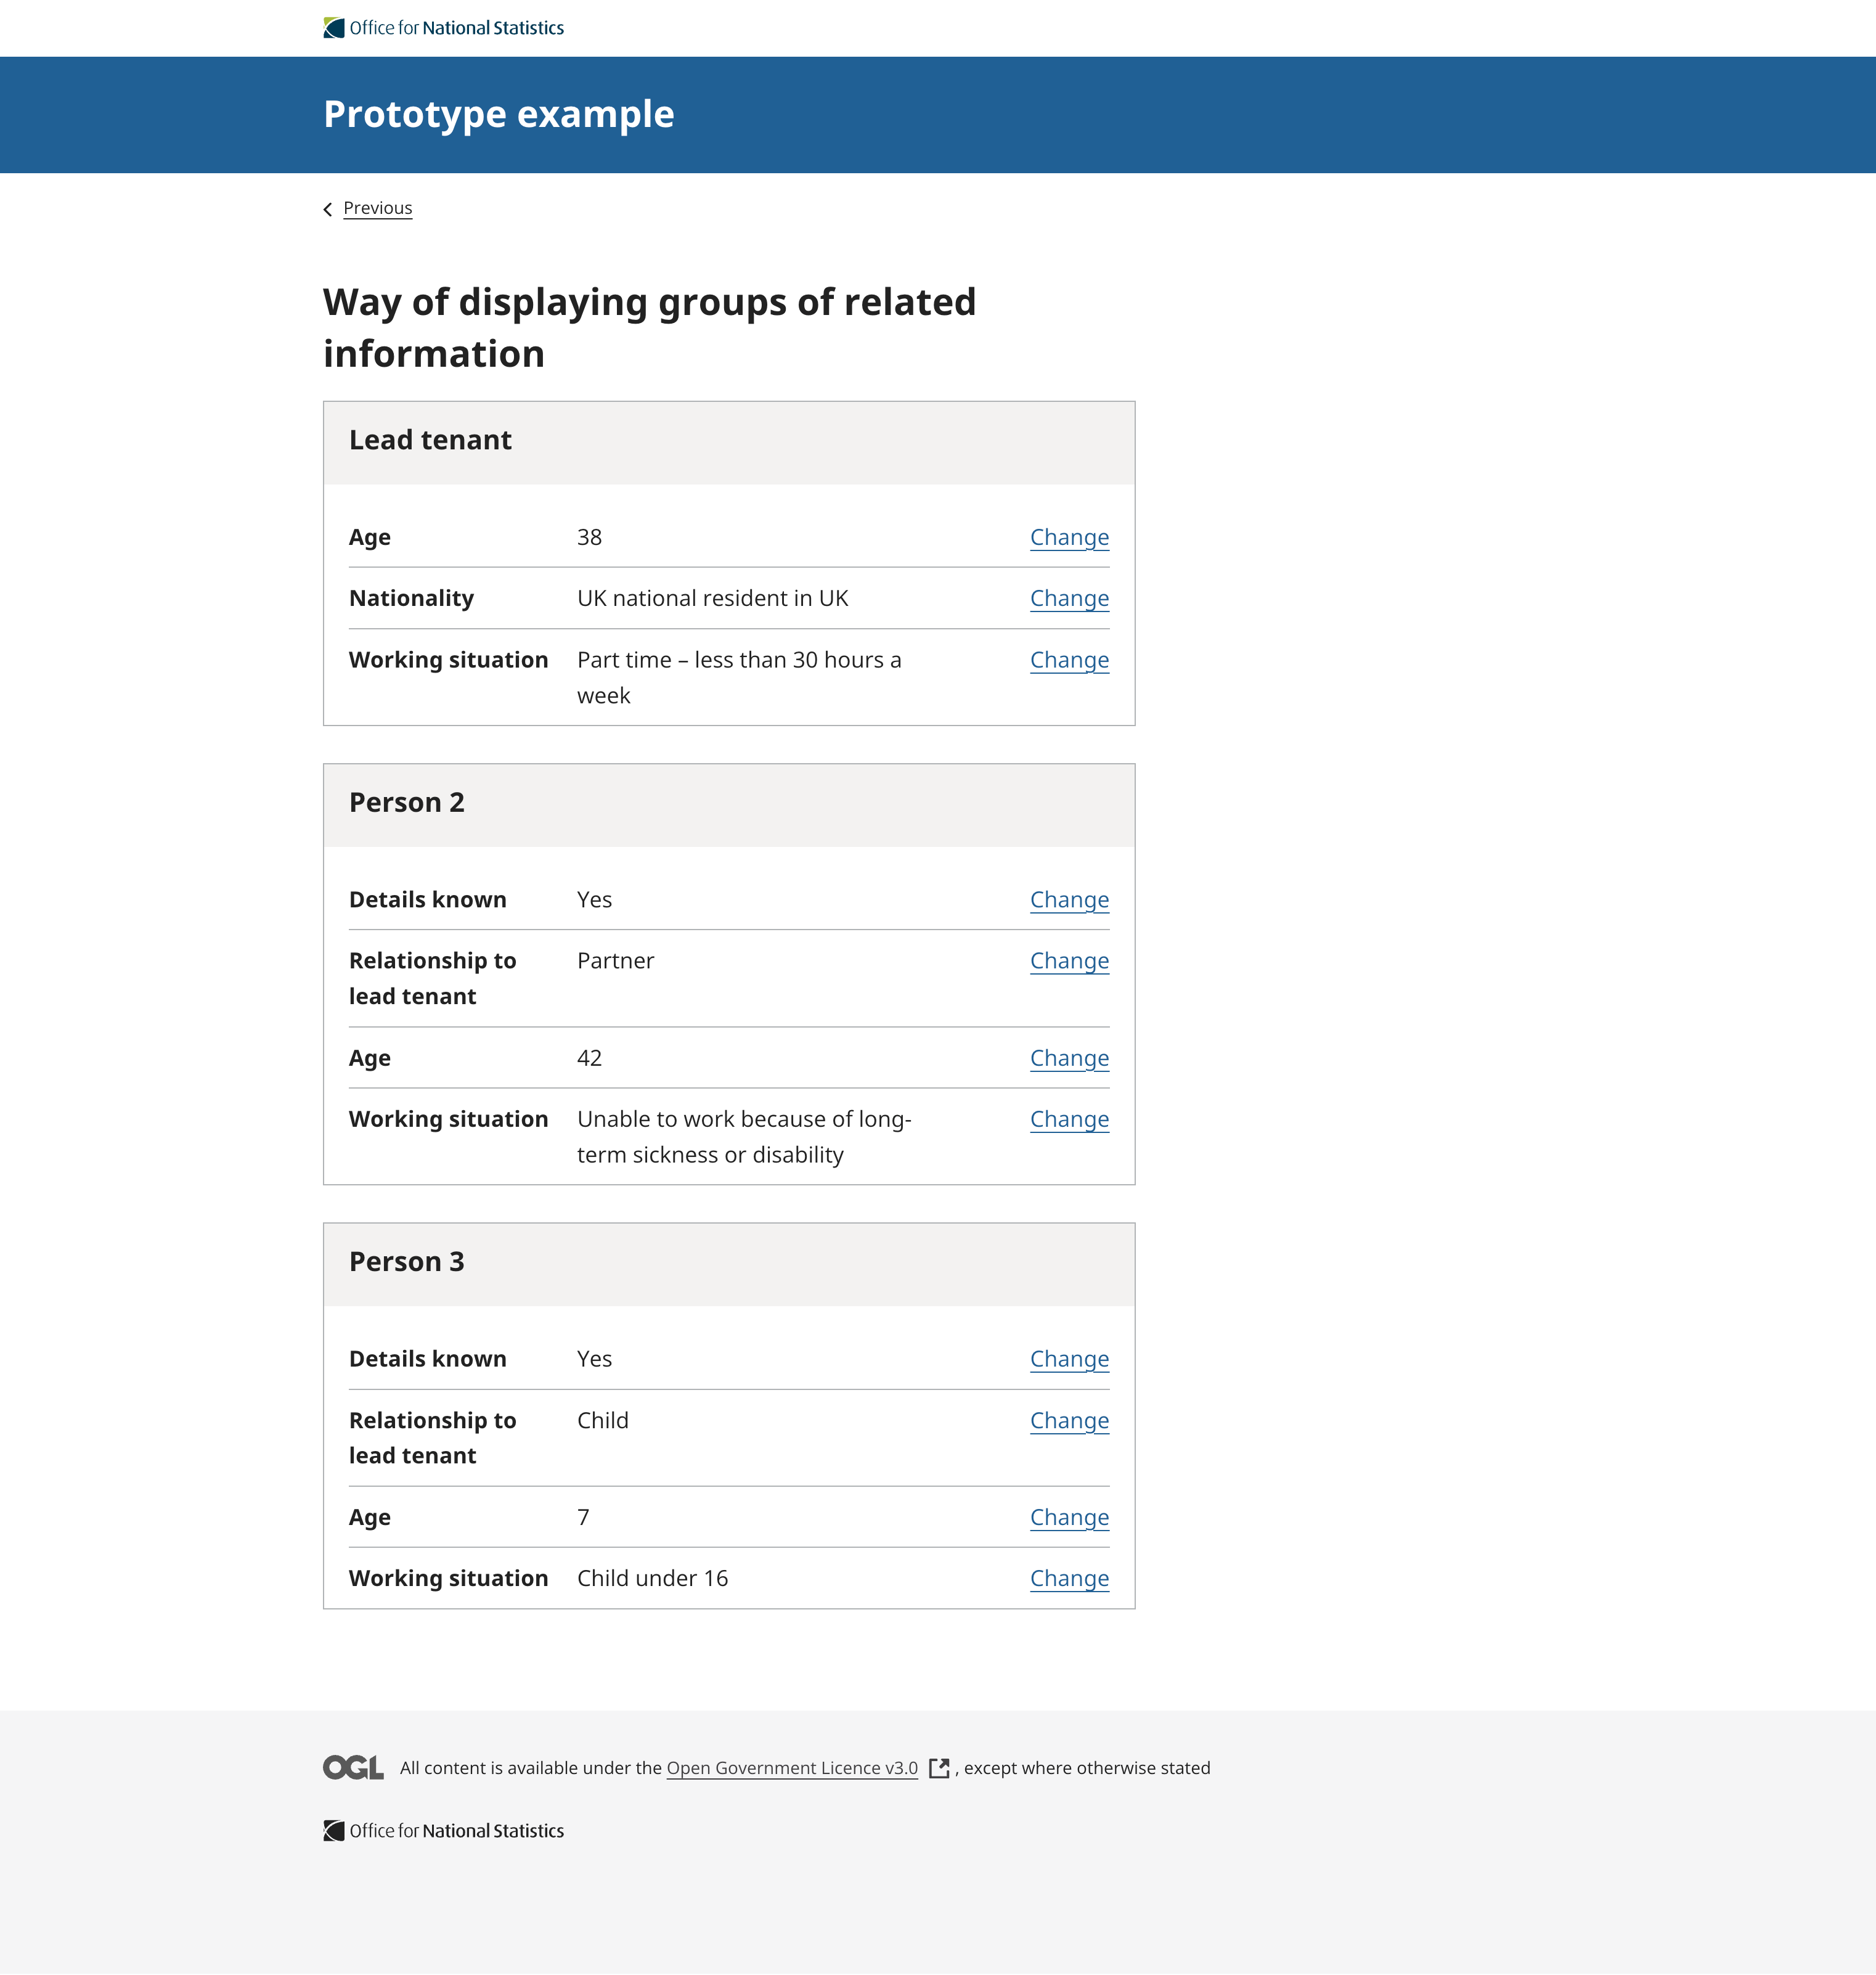 Office for National Statistics
Prototype example
Previous
Way of displaying groups of related
information
Lead tenant
Age 38 Change
Nationality UK national resident in UK Change
Working situation Part time – less than 30 hours a Change
week
Person 2
Details known Yes Change
Relationship to Partner Change
lead tenant
Age 42 Change
Working situation Unable to work because of long- Change
term sickness or disability
Person 3
Details known Yes Change
Relationship to Child Change
lead tenant
Age 7 Change
Working situation Child under 16 Change
OGL All content is available under the Open Government Licence v3.0 , except where otherwise stated
Office for National Statistics